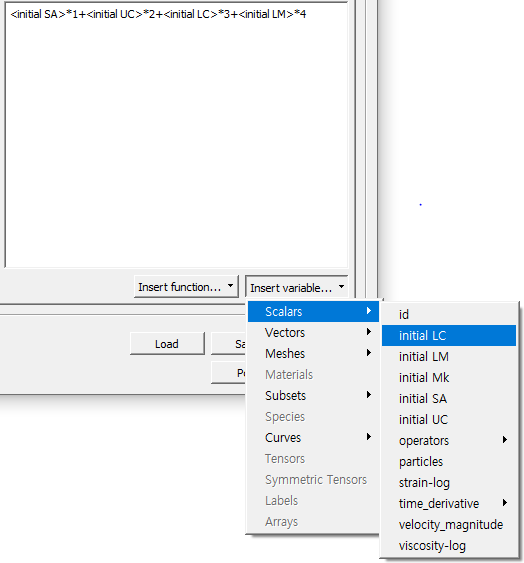 <initial SA>*1+<initial UC>*2+<initial LC>*3+<initial LM>*4
Insert function...
Insert variable...
Load
Sa
Po
Scalars
Vectors
Meshes
Materials
Subsets
Species
Curves
Tensors
Symmetric Tensors
Labels
Arrays
id
initial LC
initial LM
initial Mk
initial SA
initial UC
operators
particles
strain-log
time_derivative
velocity_magnitude
viscosity-log